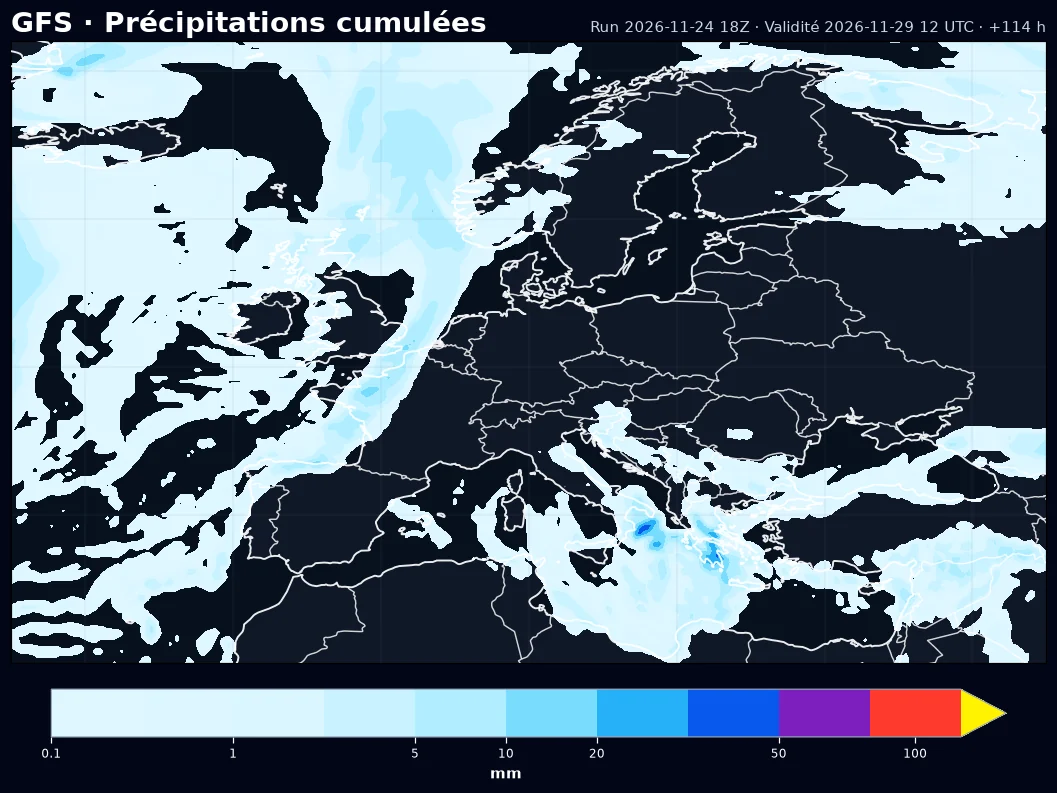 GFS · Précipitations cumulées
Run 2026-11-24 18Z · Validité 2026-11-29 12 UTC · +114 h
0.1 1 5 10 20 50 100
mm